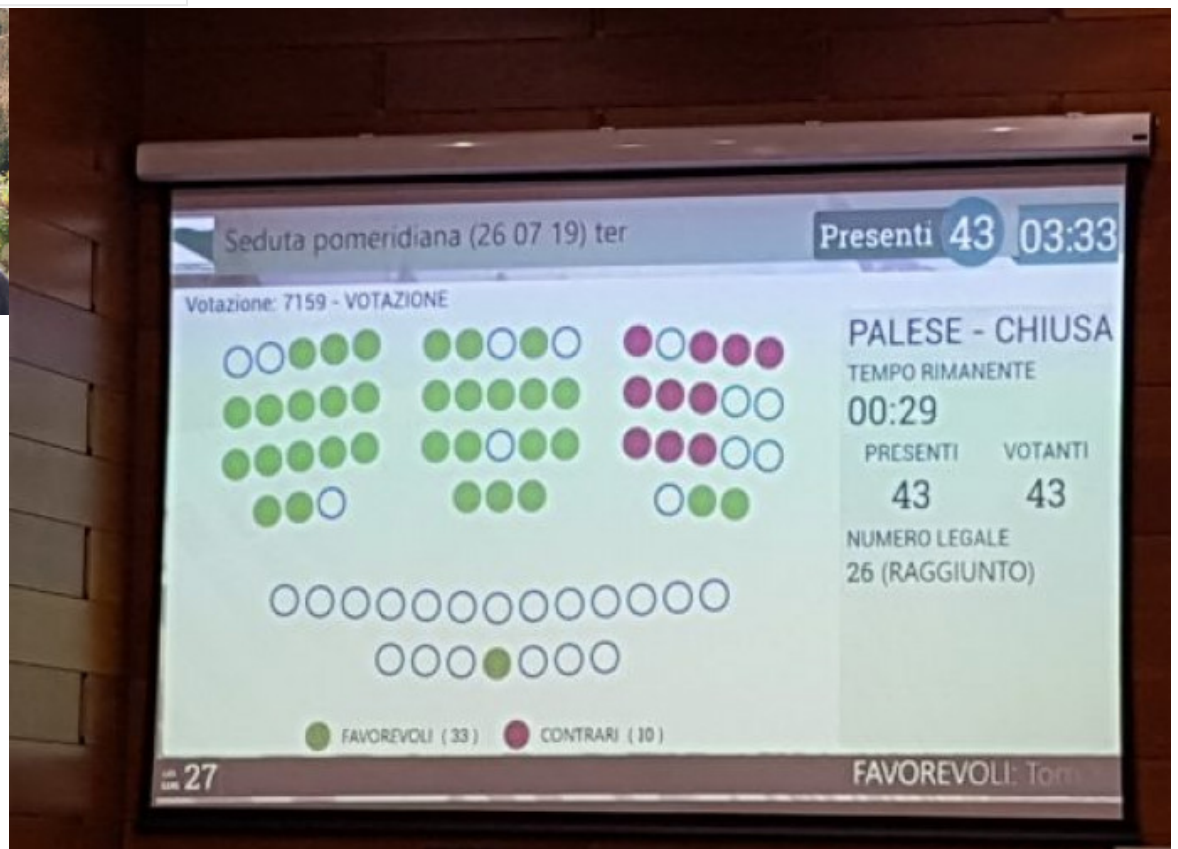 Seduta pomeridiana (26 07 19) ter
Presenti 43 03:33
Votazione: 7159 - VOTAZIONE
PALESE - CHIUSA
TEMPO RIMANENTE
00:29
PRESENTI VOTANTI
43 43
NUMERO LEGALE
26 (RAGGIUNTO)
FAVOREVOLI (33) CONTRARI (10)
27
FAVOREVOLI: Tom